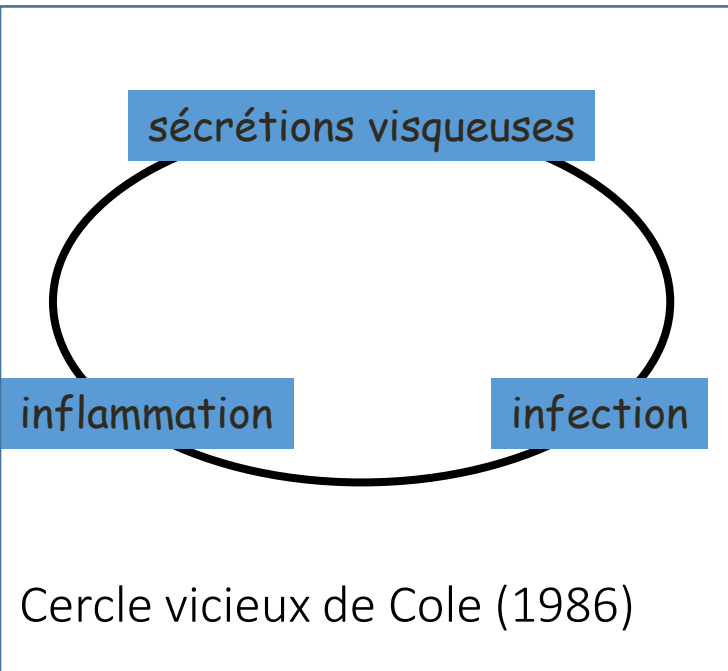 sécrétions visqueuses
inflammation
infection
Cercle vicieux de Cole (1986)